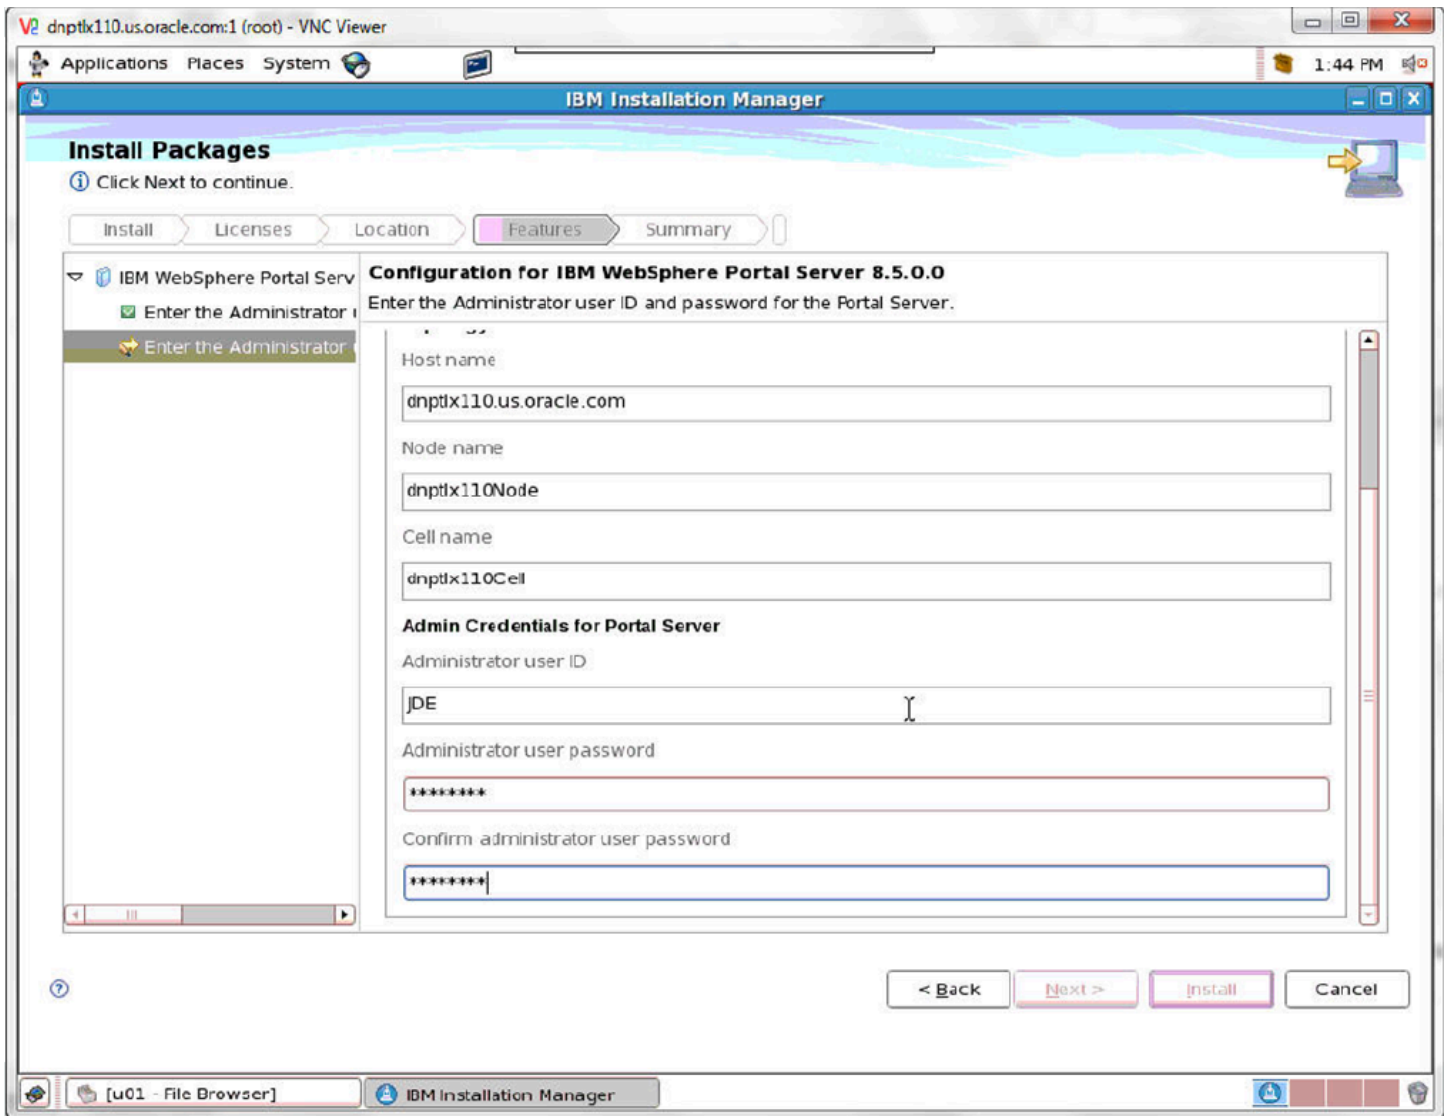 dnptlx110.us.oracle.com:1 (root) - VNC Viewer
Applications Places System 1:44 PM
IBM Installation Manager
Install Packages
Click Next to continue.
Install Licenses Location Features Summary
IBM WebSphere Portal Serv
Enter the Administrator
Enter the Administrator
Configuration for IBM WebSphere Portal Server 8.5.0.0
Enter the Administrator user ID and password for the Portal Server.
Host name
dnptlx110.us.oracle.com
Node name
dnptlx110Node
Cell name
dnptlx110Cell
Admin Credentials for Portal Server
Administrator user ID
JDE
Administrator user password
********
Confirm administrator user password
********
< Back Next > Install Cancel
[u01 - File Browser] IBM Installation Manager